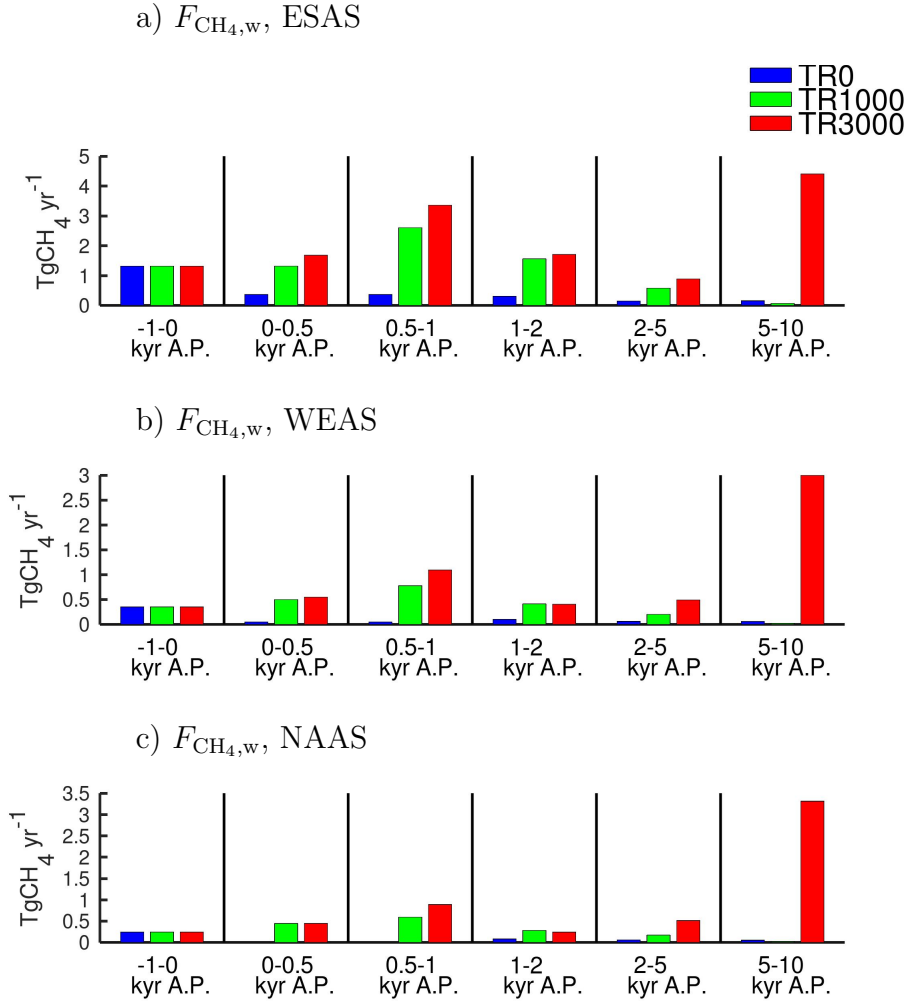 a) F_CH₄,w, ESAS
TR0
TR1000
TR3000
TgCH₄ yr⁻¹
5
4
3
2
1
0
-1-0 0-0.5 0.5-1 1-2 2-5 5-10
kyr A.P. kyr A.P. kyr A.P. kyr A.P. kyr A.P. kyr A.P.
b) F_CH₄,w, WEAS
TgCH₄ yr⁻¹
3
2.5
2
1.5
1
0.5
0
-1-0 0-0.5 0.5-1 1-2 2-5 5-10
kyr A.P. kyr A.P. kyr A.P. kyr A.P. kyr A.P. kyr A.P.
c) F_CH₄,w, NAAS
TgCH₄ yr⁻¹
3.5
3
2.5
2
1.5
1
0.5
0
-1-0 0-0.5 0.5-1 1-2 2-5 5-10
kyr A.P. kyr A.P. kyr A.P. kyr A.P. kyr A.P. kyr A.P.